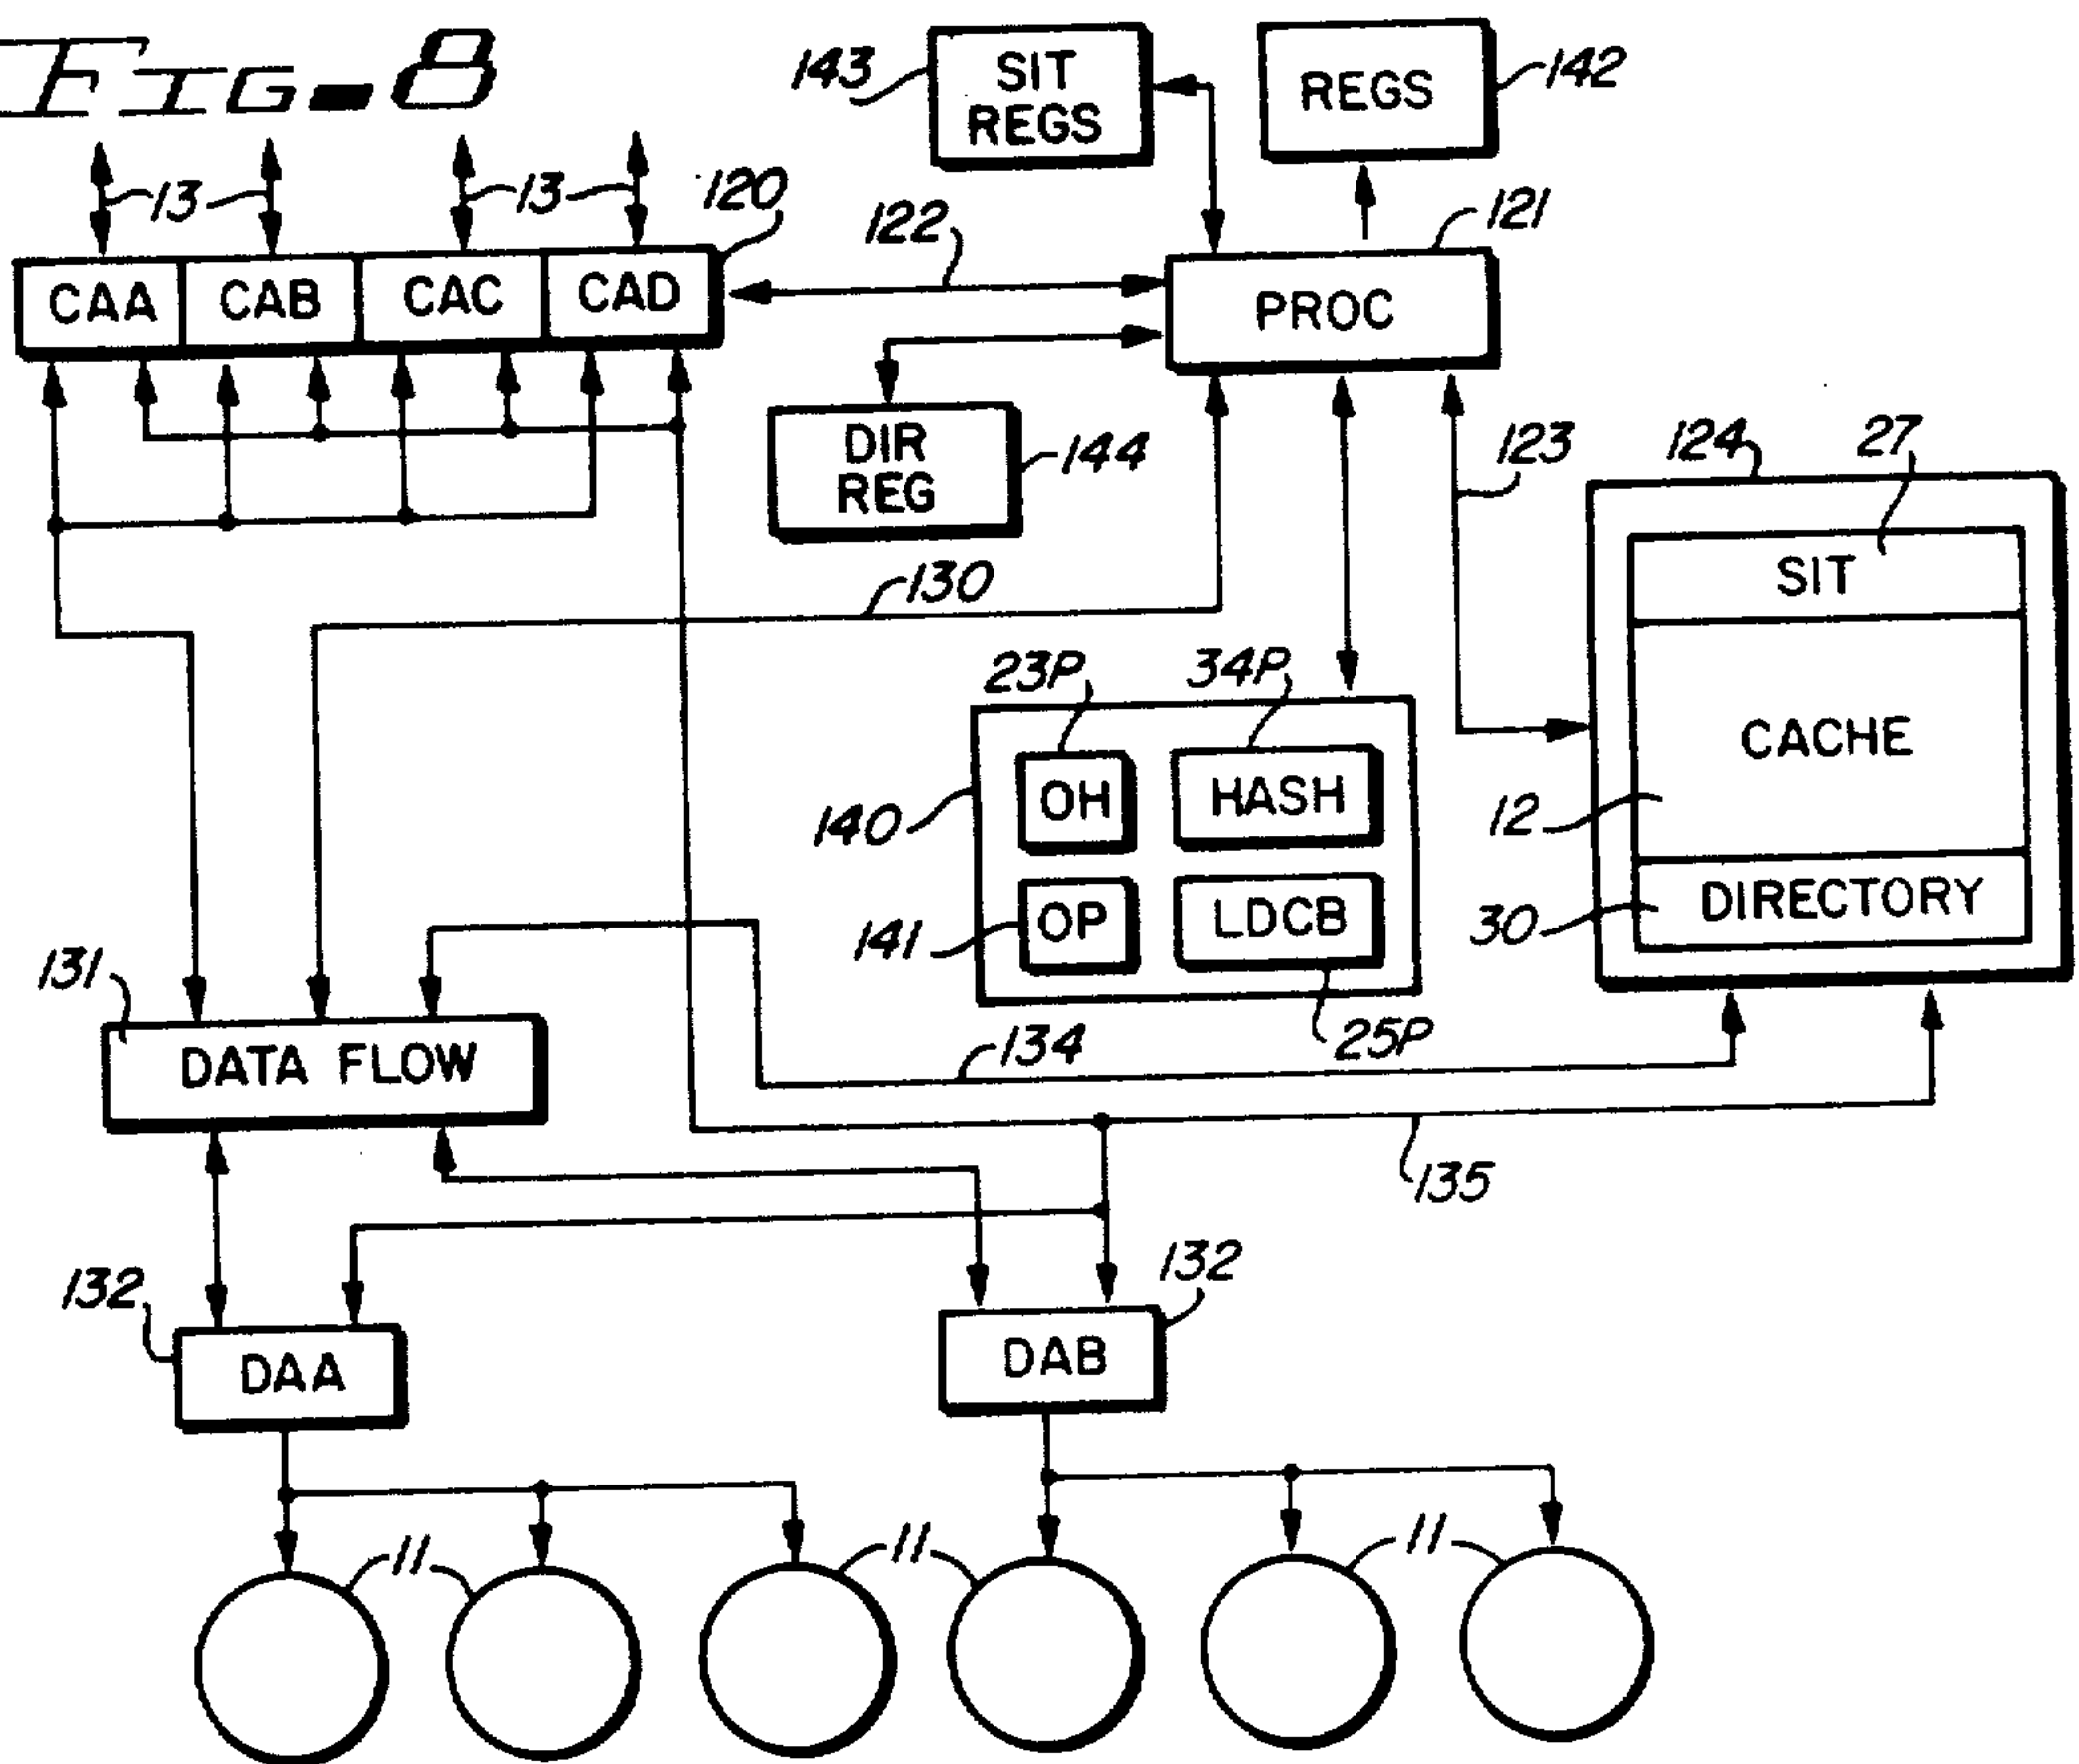 FIG. 8
143
SIT
REGS
REGS
142
13
13
120
122
121
CAA
CAB
CAC
CAD
PROC
DIR
REG
144
123
124
27
SIT
130
23P
34P
CACHE
OH
HASH
140
12
141
OP
LDCB
30
DIRECTORY
131
DATA FLOW
134
25P
135
132
132
DAA
DAB
11
11
11